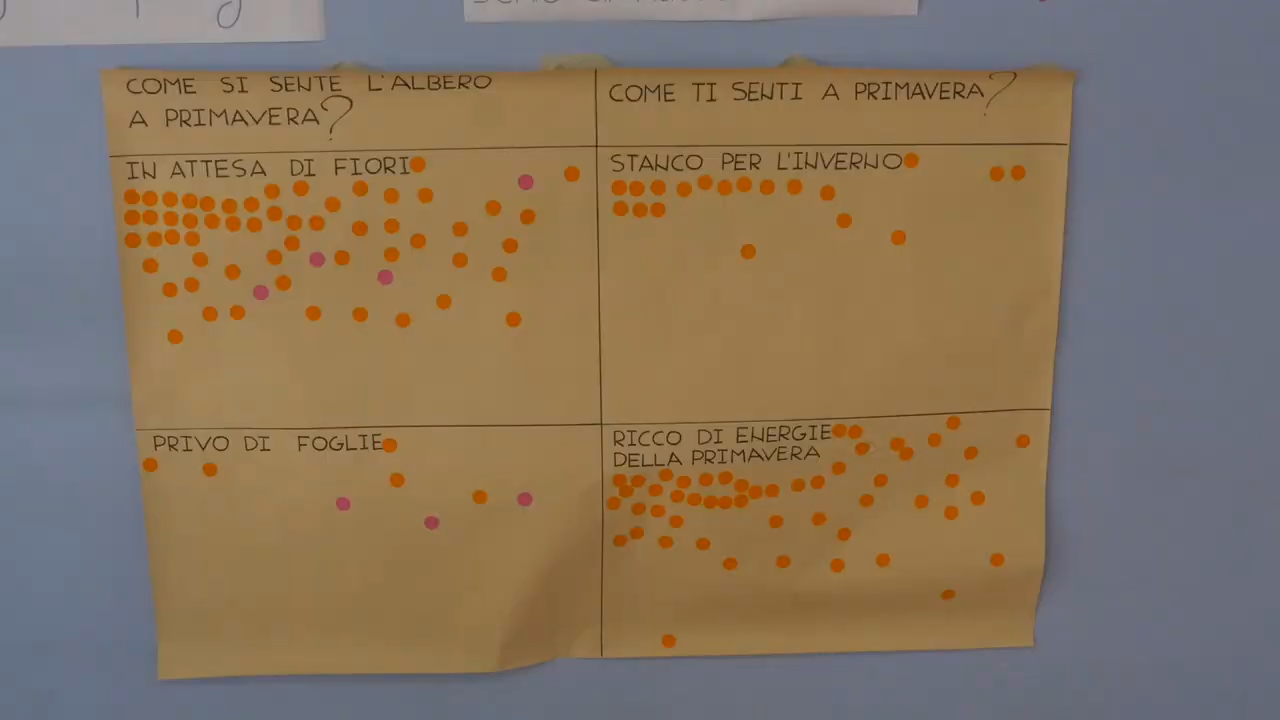 COME SI SENTE L'ALBERO
A PRIMAVERA?
COME TI SENTI A PRIMAVERA?
IN ATTESA DI FIORI
STANCO PER L'INVERNO
PRIVO DI FOGLIE
RICCO DI ENERGIE
DELLA PRIMAVERA